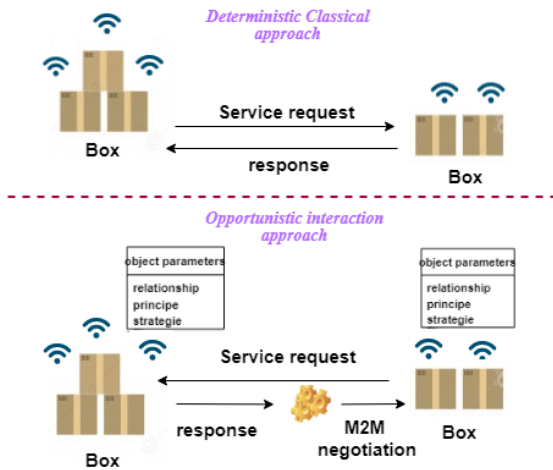 Deterministic Classical
approach
Service request
response
Box
Box
Opportunistic interaction
approach
object parameters
relationship
principe
strategie
object parameters
relationship
principe
strategie
Service request
response
M2M
negotiation
Box
Box